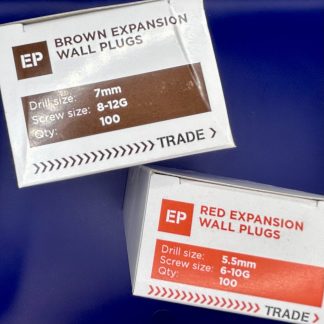 EP
BROWN EXPANSION
WALL PLUGS
Drill size: 7mm
Screw size: 8-12G
Qty: 100
TRADE
EP
RED EXPANSION
WALL PLUGS
Drill size: 5.5mm
Screw size: 6-10G
Qty: 100
TRADE